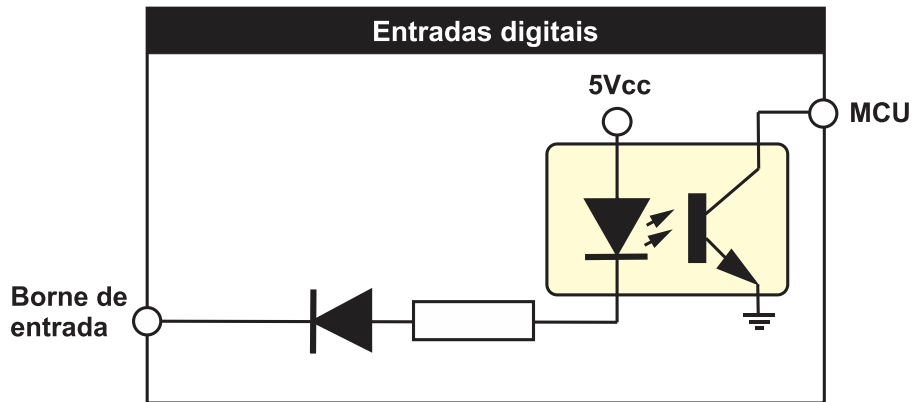 Entradas digitais
5Vcc
MCU
Borne de
entrada